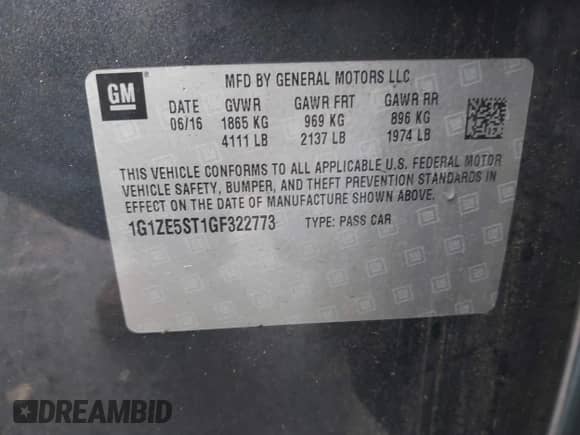 GM
MFD BY GENERAL MOTORS LLC
DATE GVWR GAWR FRT GAWR RR
06/16 1865 KG 969 KG 896 KG
4111 LB 2137 LB 1974 LB
THIS VEHICLE CONFORMS TO ALL APPLICABLE U.S. FEDERAL MOTOR
VEHICLE SAFETY, BUMPER, AND THEFT PREVENTION STANDARDS IN
EFFECT ON THE DATE OF MANUFACTURE SHOWN ABOVE.
1G1ZE5ST1GF322773 TYPE: PASS CAR
DREAMBID